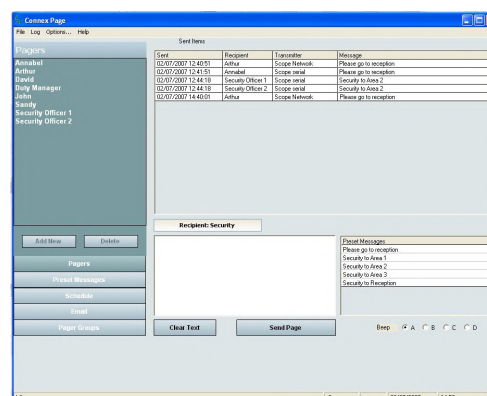 Connex Page
File Log Options... Help
Sent Items
Pagers
Annabel
Arthur
David
Duty Manager
John
Sandy
Security Officer 1
Security Officer 2
Sent Recipient Transmitter Message
02/07/2007 12:40:51 Arthur Scope Network Please go to reception
02/07/2007 12:41:51 Annabel Scope serial Please go to reception
02/07/2007 12:44:18 Security Officer 1 Scope serial Security to Area 2
02/07/2007 12:44:18 Security Officer 2 Scope serial Security to Area 2
02/07/2007 14:40:01 Arthur Scope Network Please go to reception
Recipient: Security
Add New Delete
Pagers
Preset Messages
Schedule
Email
Pager Groups
Preset Messages
Please go to reception
Security to Area 1
Security to Area 2
Security to Area 3
Security to Reception
Clear Text Send Page Beep A B C D